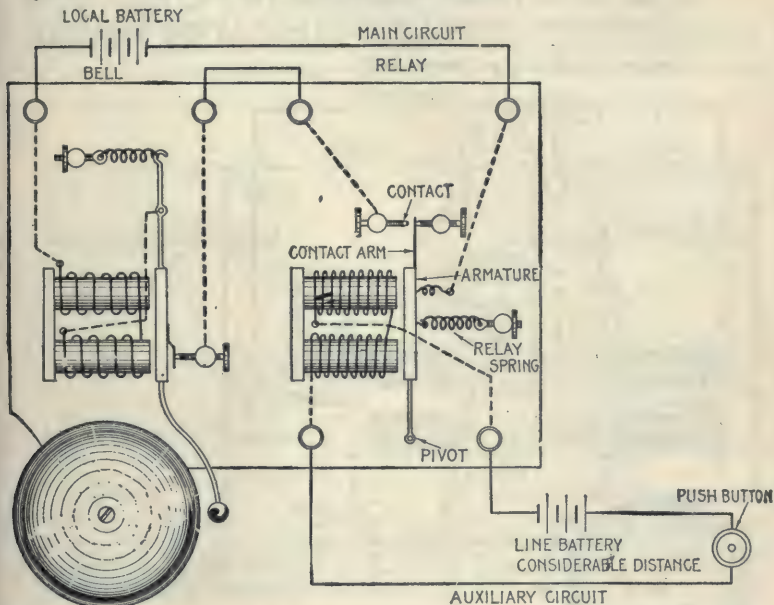 LOCAL BATTERY
MAIN CIRCUIT
BELL
RELAY
CONTACT
CONTACT ARM
ARMATURE
RELAY
SPRING
PIVOT
PUSH BUTTON
LINE BATTERY
CONSIDERABLE DISTANCE
AUXILIARY CIRCUIT